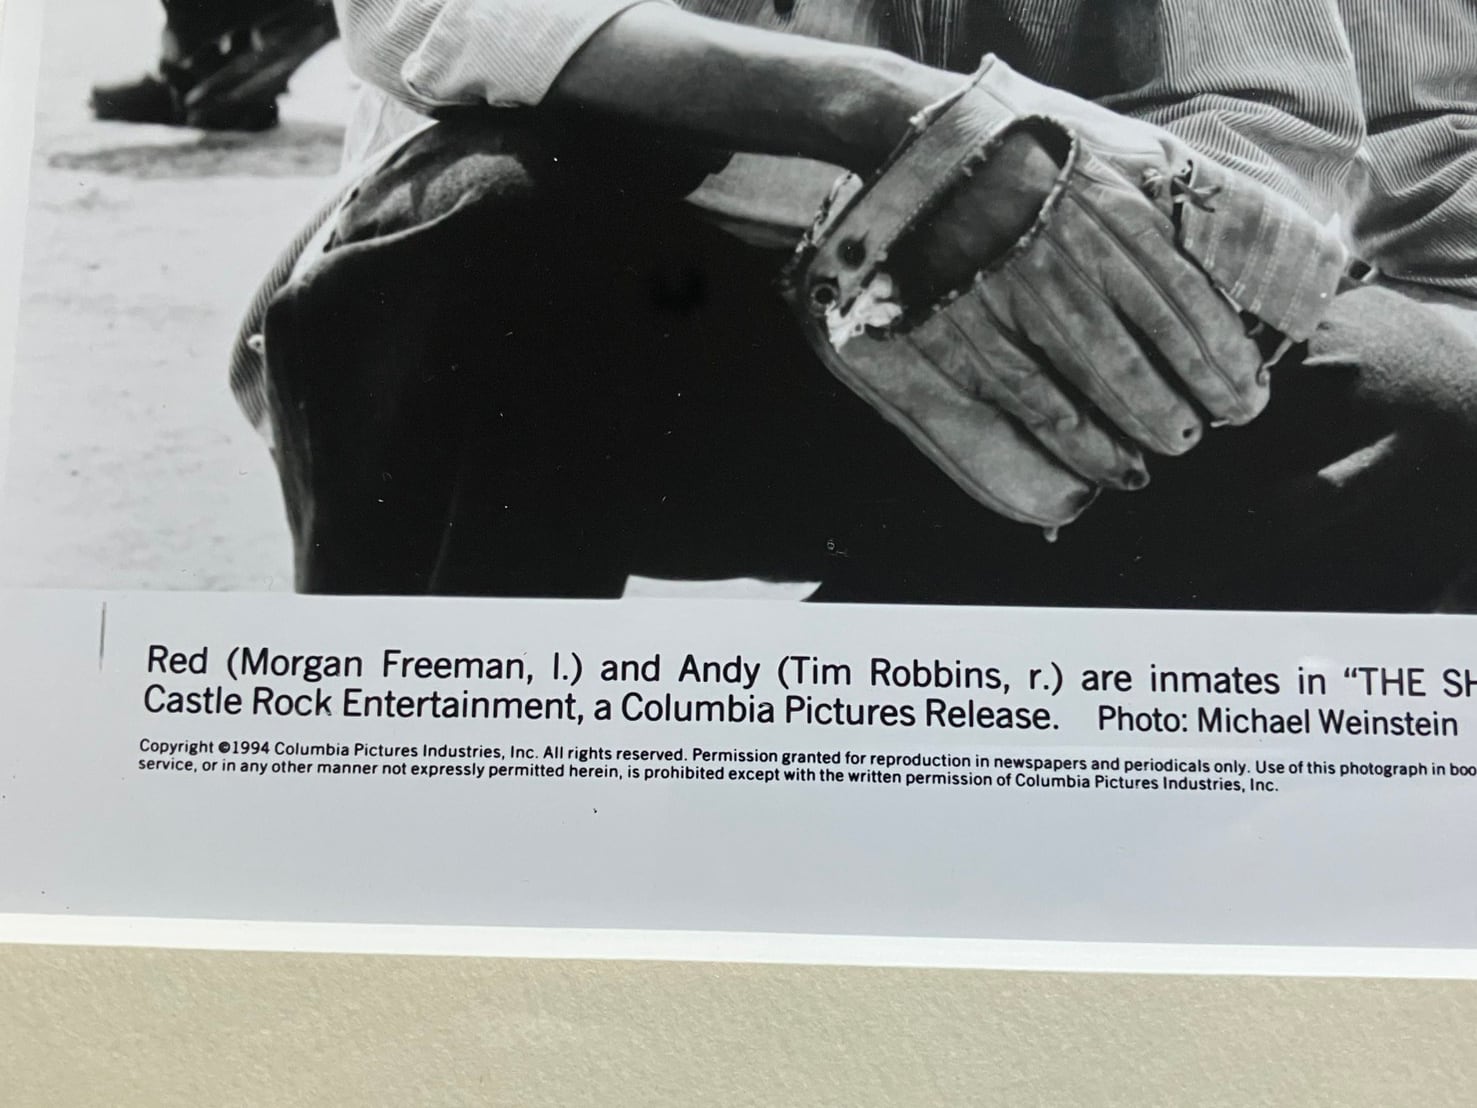 Red (Morgan Freeman, l.) and Andy (Tim Robbins, r.) are inmates in “THE SH
Castle Rock Entertainment, a Columbia Pictures Release. Photo: Michael Weinstein
Copyright ©1994 Columbia Pictures Industries, Inc. All rights reserved. Permission granted for reproduction in newspapers and periodicals only. Use of this photograph in boo
service, or in any other manner not expressly permitted herein, is prohibited except with the written permission of Columbia Pictures Industries, Inc.